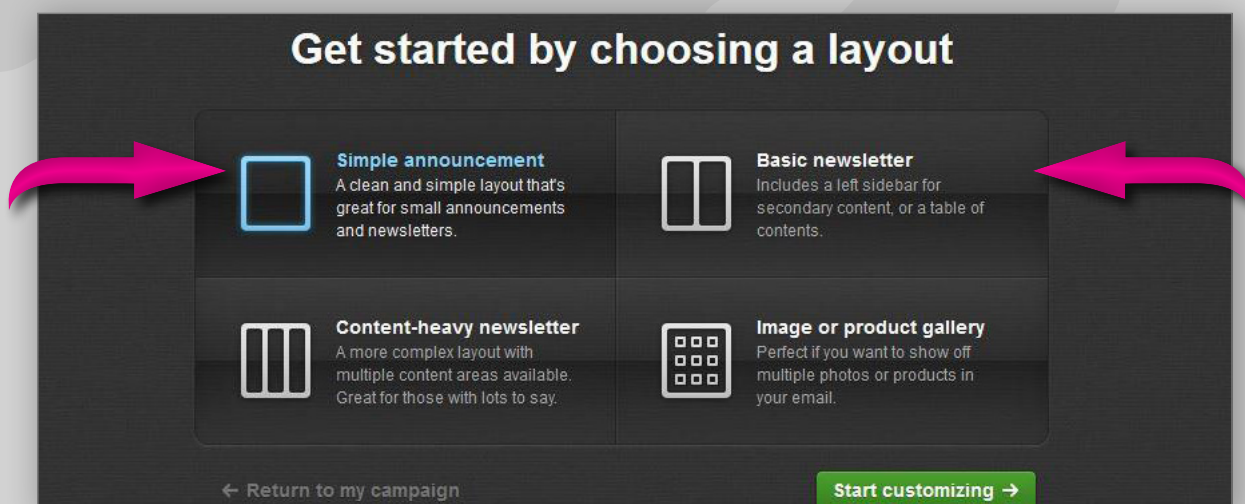 Get started by choosing a layout
Simple announcement
A clean and simple layout that's
great for small announcements
and newsletters.
Basic newsletter
Includes a left sidebar for
secondary content, or a table of
contents.
Content-heavy newsletter
A more complex layout with
multiple content areas available.
Great for those with lots to say.
Image or product gallery
Perfect if you want to show off
multiple photos or products in
your email.
← Return to my campaign
Start customizing →